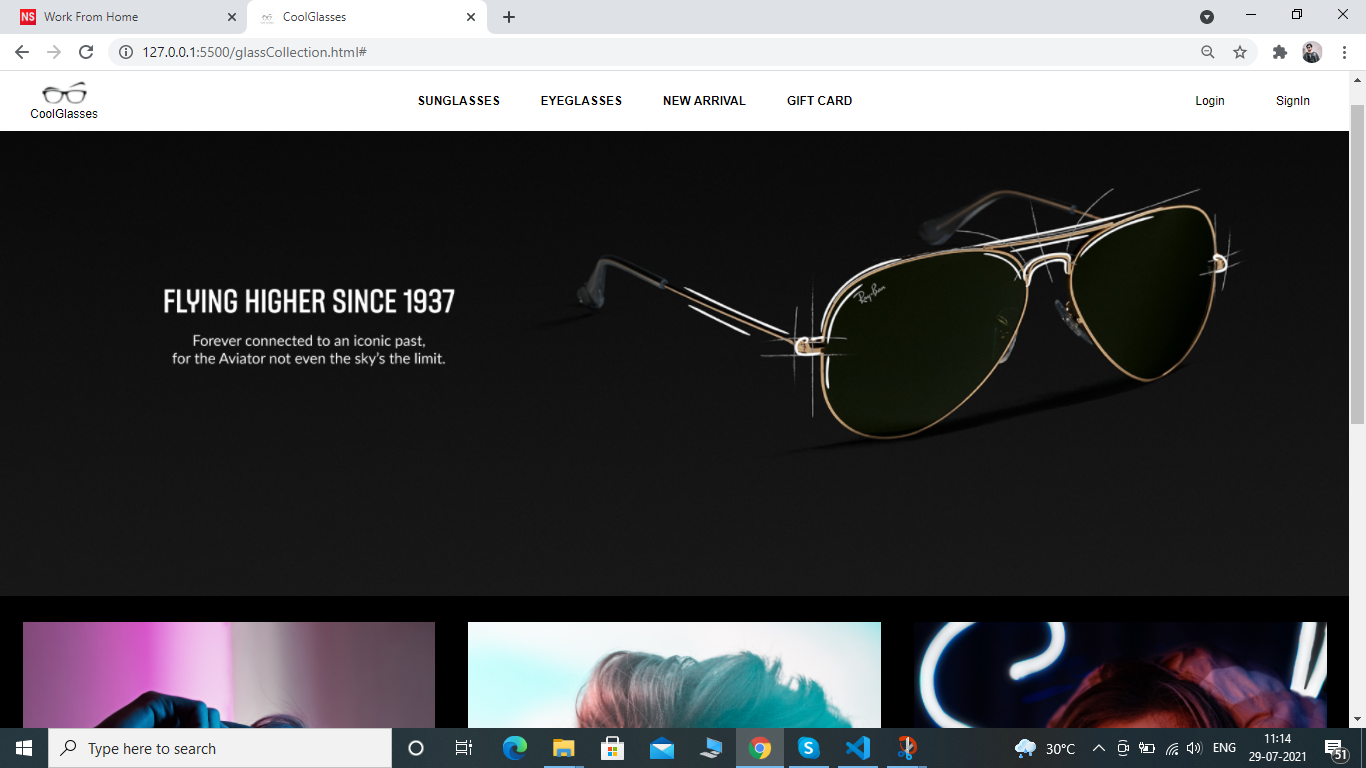 NS Work From Home
CoolGlasses
127.0.0.1:5500/glassCollection.html#
CoolGlasses
SUNGLASSES
EYEGLASSES
NEW ARRIVAL
GIFT CARD
Login
SignIn
FLYING HIGHER SINCE 1937
Forever connected to an iconic past,
for the Aviator not even the sky's the limit.
Ray-Ban
Type here to search
30°C
ENG
11:14
29-07-2021
51